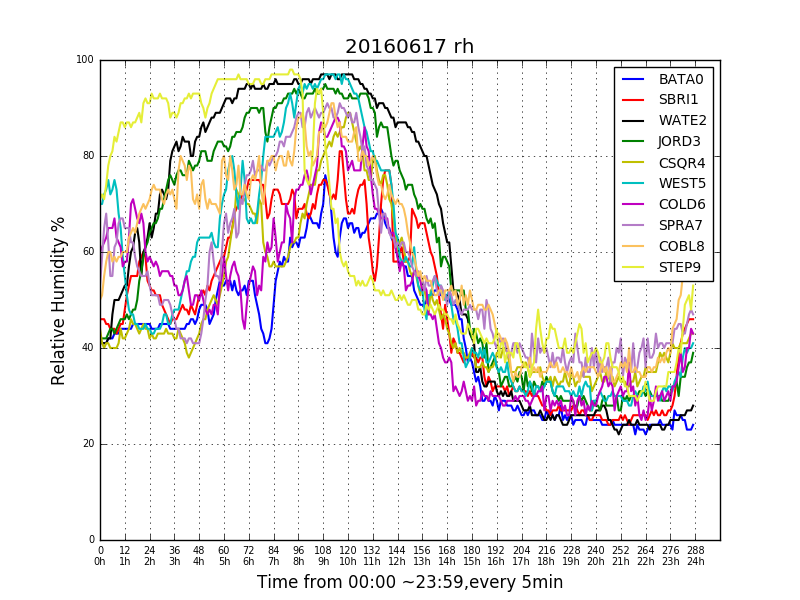 20160617 rh
100
80
60
40
20
0
Relative Humidity %
BATA0
SBRI1
WATE2
JORD3
CSQR4
WEST5
COLD6
SPRA7
COBL8
STEP9
0 12 24 36 48 60 72 84 96 108 120 132 144 156 168 180 192 204 216 228 240 252 264 276 288
0h 1h 2h 3h 4h 5h 6h 7h 8h 9h 10h 11h 12h 13h 14h 15h 16h 17h 18h 19h 20h 21h 22h 23h 24h
Time from 00:00 ~23:59,every 5min